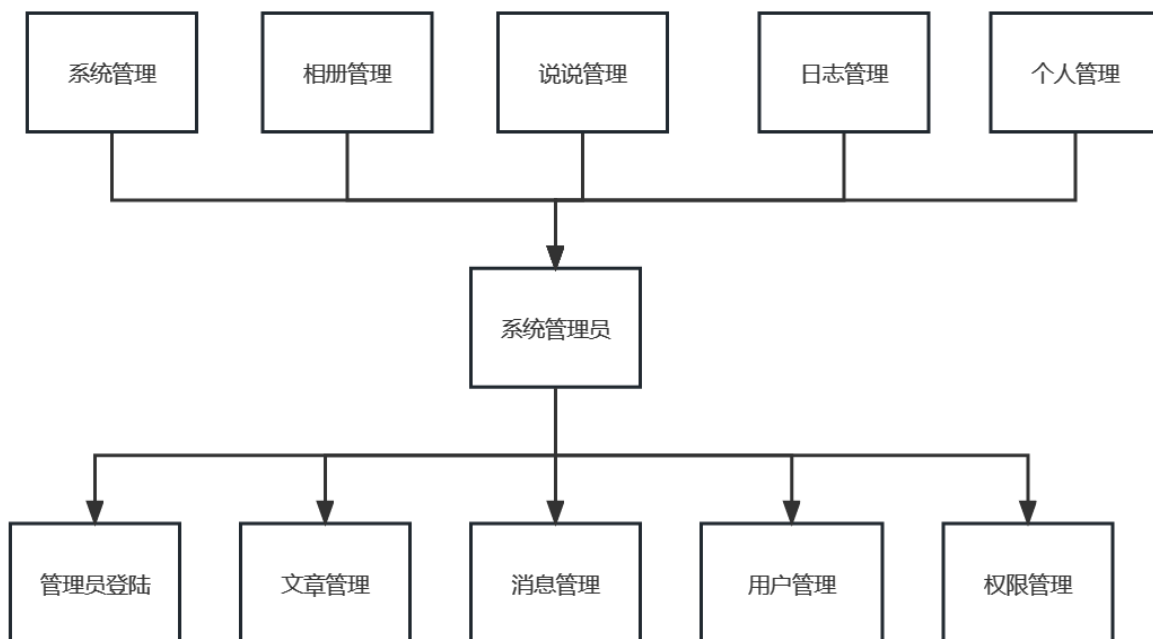 系统管理
相册管理
说说管理
日志管理
个人管理
系统管理员
管理员登陆
文章管理
消息管理
用户管理
权限管理